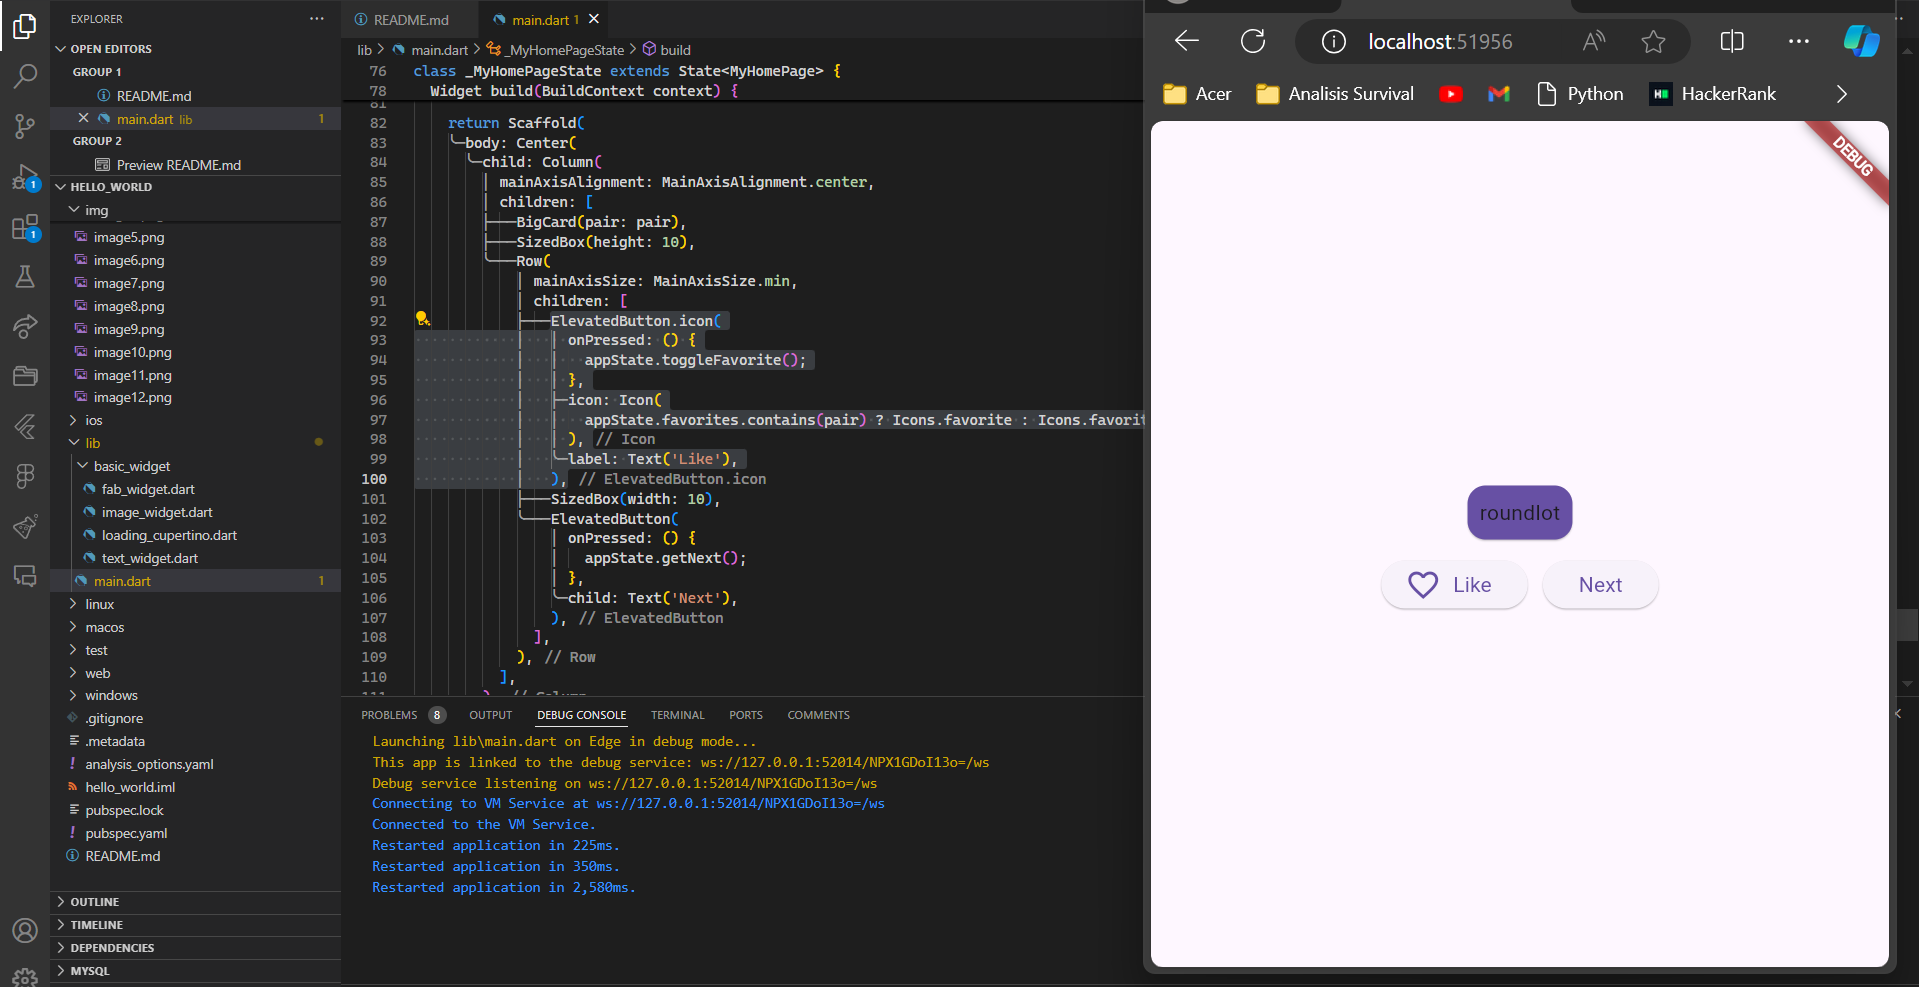 EXPLORER
OPEN EDITORS
GROUP 1
README.md
main.dart lib 1
GROUP 2
Preview README.md
HELLO_WORLD
img
image5.png
image6.png
image7.png
image8.png
image9.png
image10.png
image11.png
image12.png
ios
lib
basic_widget
fab_widget.dart
image_widget.dart
loading_cupertino.dart
text_widget.dart
main.dart 1
linux
macos
test
web
windows
.gitignore
.metadata
analysis_options.yaml
hello_world.iml
pubspec.lock
pubspec.yaml
README.md
OUTLINE
TIMELINE
DEPENDENCIES
MYSQL
1
1
README.md
main.dart 1
lib > main.dart > _MyHomePageState > build
76 class _MyHomePageState extends State<MyHomePage> {
78 Widget build(BuildContext context) {
81
82 return Scaffold(
83 body: Center(
84 child: Column(
85 mainAxisAlignment: MainAxisAlignment.center,
86 children: [
87 BigCard(pair: pair),
88 SizedBox(height: 10),
89 Row(
90 mainAxisSize: MainAxisSize.min,
91 children: [
92 ElevatedButton.icon(
93 onPressed: () {
94 appState.toggleFavorite();
95 },
96 icon: Icon(
97 appState.favorites.contains(pair) ? Icons.favorite : Icons.favorit
98 ), // Icon
99 label: Text('Like'),
100 ), // ElevatedButton.icon
101 SizedBox(width: 10),
102 ElevatedButton(
103 onPressed: () {
104 appState.getNext();
105 },
106 child: Text('Next'),
107 ), // ElevatedButton
108 ],
109 ), // Row
110 ],
111 ), // Column
PROBLEMS 8 OUTPUT DEBUG CONSOLE TERMINAL PORTS COMMENTS
Launching lib\main.dart on Edge in debug mode...
This app is linked to the debug service: ws://127.0.0.1:52014/NPX1GDoI13o=/ws
Debug service listening on ws://127.0.0.1:52014/NPX1GDoI13o=/ws
Connecting to VM Service at ws://127.0.0.1:52014/NPX1GDoI13o=/ws
Connected to the VM Service.
Restarted application in 225ms.
Restarted application in 350ms.
Restarted application in 2,580ms.
localhost:51956
Acer
Analisis Survival
Python
HackerRank
DEBUG
roundlot
Like
Next